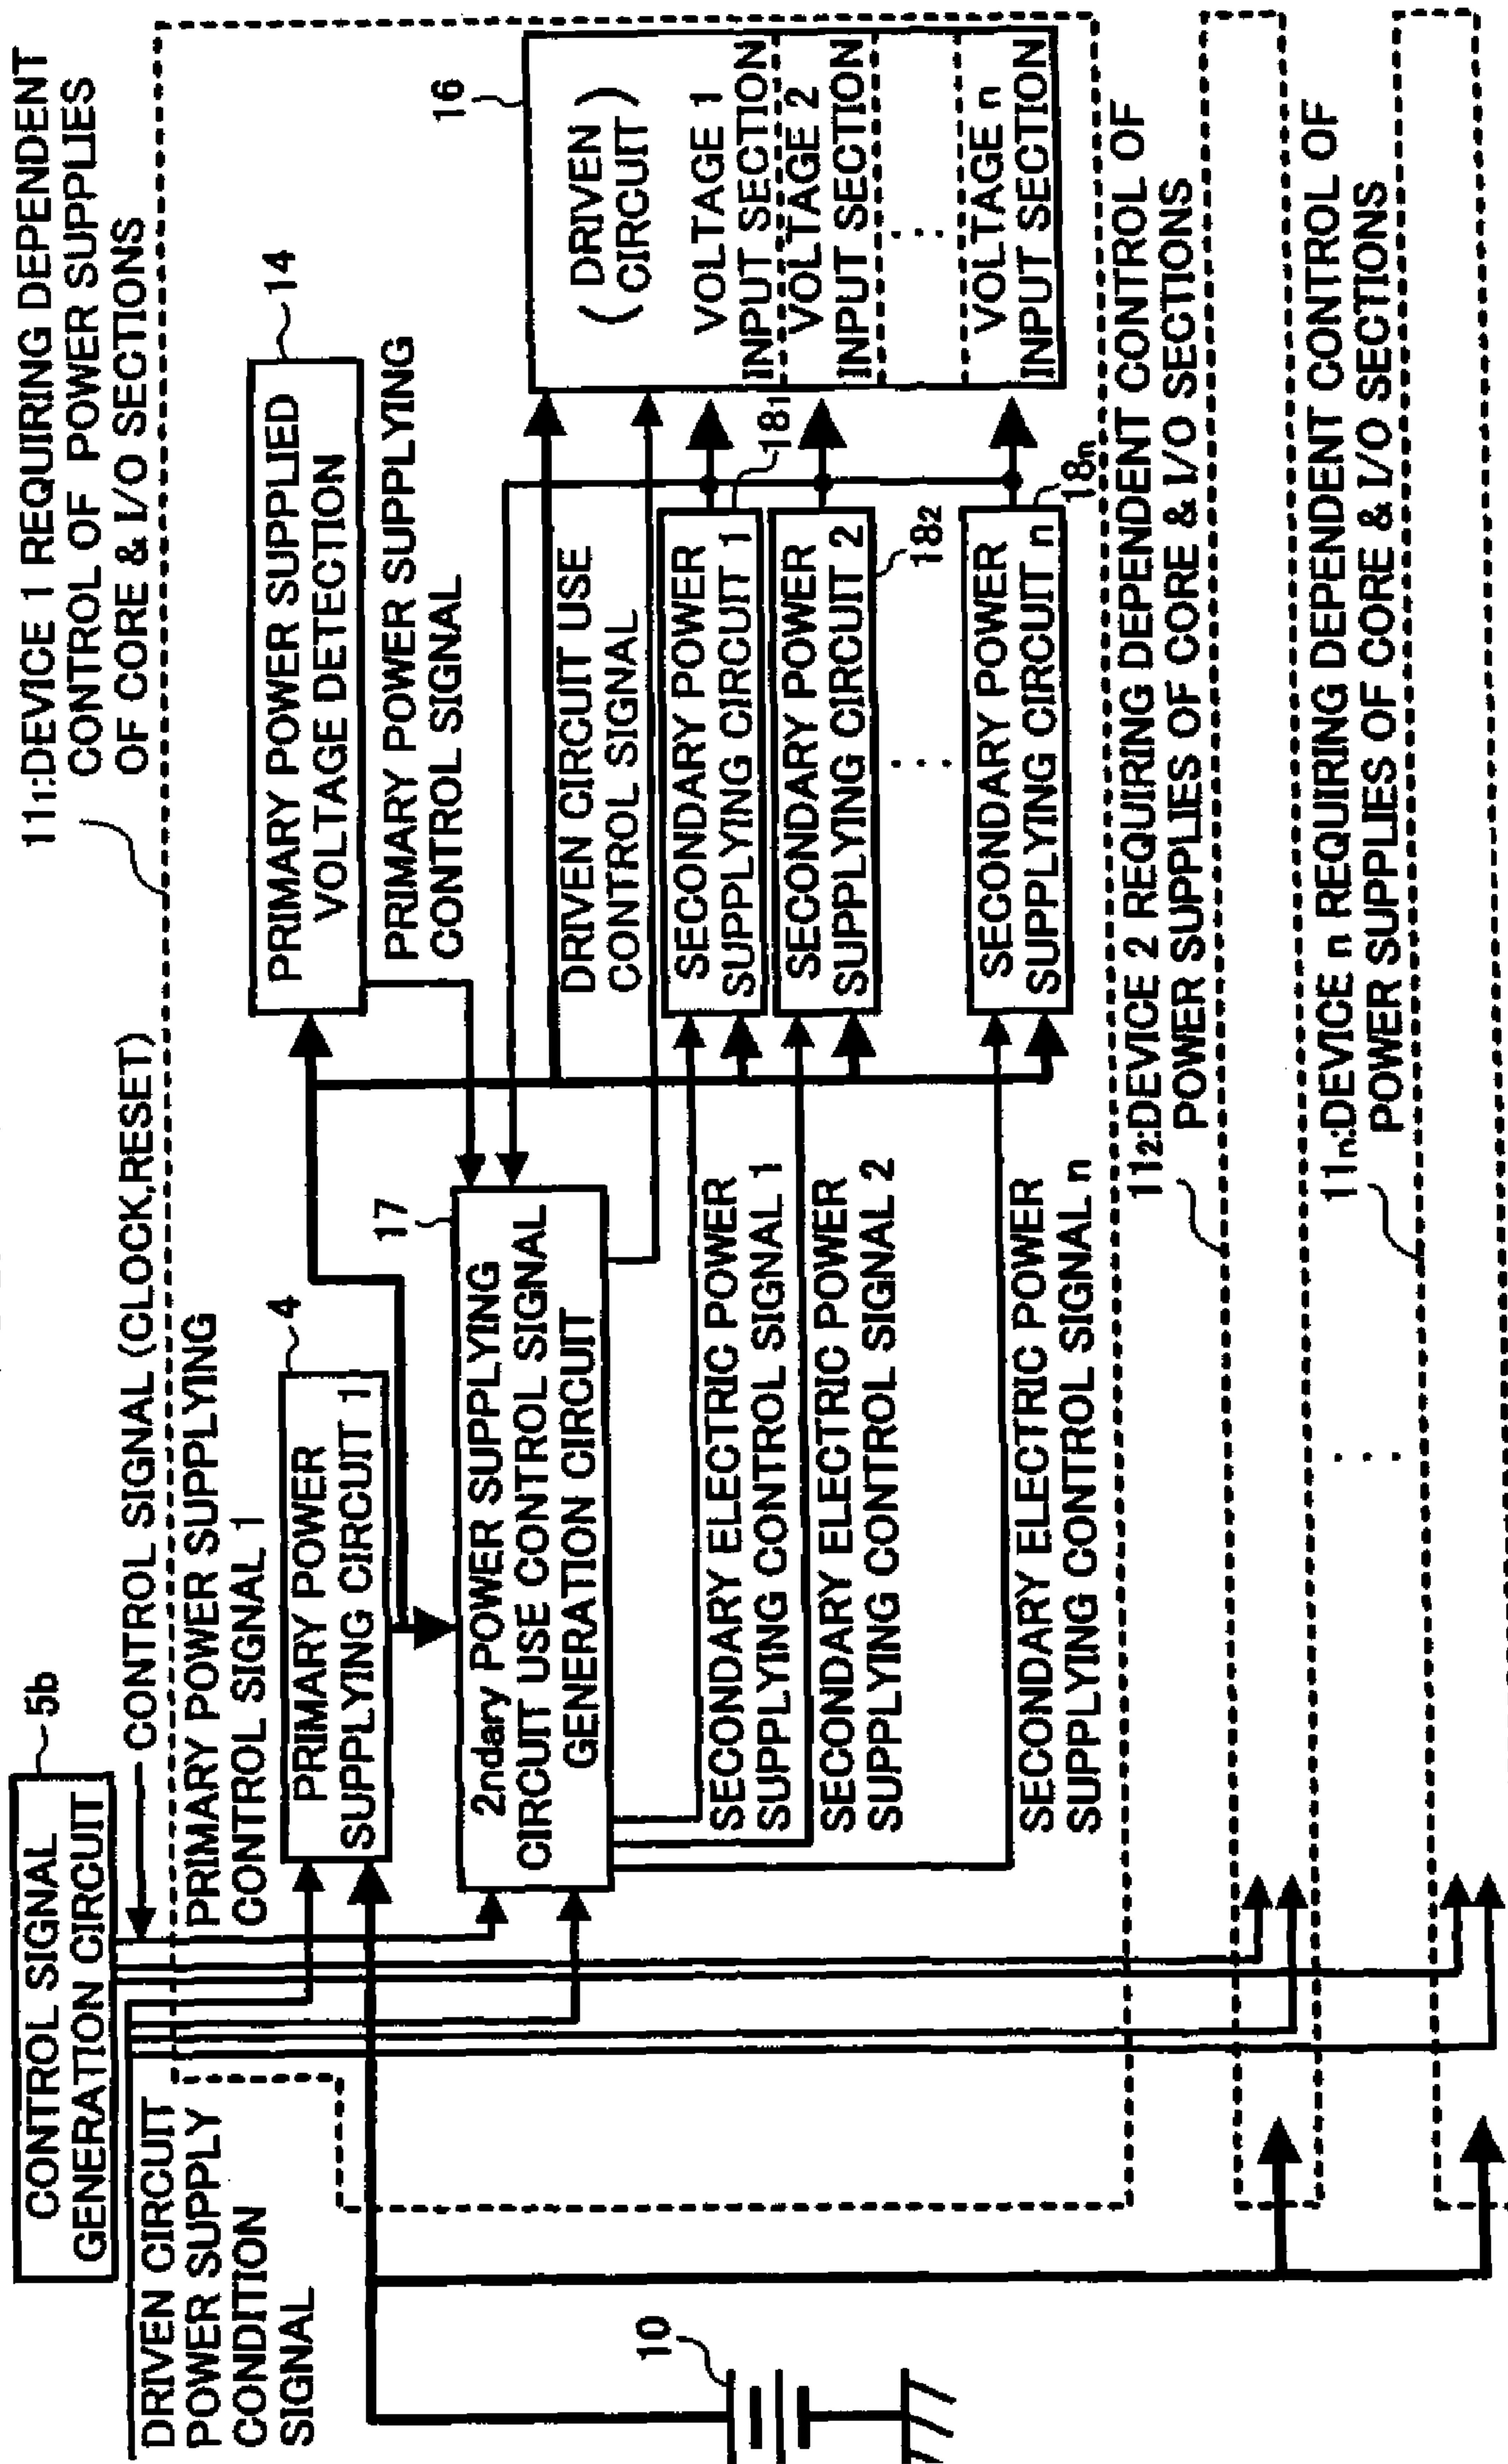 CONTROL SIGNAL
GENERATION CIRCUIT
5b
CONTROL SIGNAL (CLOCK,RESET)
11₁:DEVICE 1 REQUIRING DEPENDENT
CONTROL OF POWER SUPPLIES
OF CORE & I/O SECTIONS
DRIVEN CIRCUIT
POWER SUPPLY
CONDITION
SIGNAL
PRIMARY POWER SUPPLYING
CONTROL SIGNAL 1
4
PRIMARY POWER
SUPPLYING CIRCUIT 1
14
PRIMARY POWER SUPPLIED
VOLTAGE DETECTION
PRIMARY POWER SUPPLYING
CONTROL SIGNAL
17
2ndary POWER SUPPLYING
CIRCUIT USE CONTROL SIGNAL
GENERATION CIRCUIT
16
(DRIVEN
CIRCUIT)
VOLTAGE 1
INPUT SECTION
VOLTAGE 2
INPUT SECTION
...
VOLTAGE n
INPUT SECTION
DRIVEN CIRCUIT USE
CONTROL SIGNAL
SECONDARY POWER
SUPPLYING CIRCUIT 1
18₁
SECONDARY POWER
SUPPLYING CIRCUIT 2
18₂
...
SECONDARY POWER
SUPPLYING CIRCUIT n
18n
10
SECONDARY ELECTRIC POWER
SUPPLYING CONTROL SIGNAL 1
SECONDARY ELECTRIC POWER
SUPPLYING CONTROL SIGNAL 2
SECONDARY ELECTRIC POWER
SUPPLYING CONTROL SIGNAL n
11₂:DEVICE 2 REQUIRING DEPENDENT CONTROL OF
POWER SUPPLIES OF CORE & I/O SECTIONS
...
11n:DEVICE n REQUIRING DEPENDENT CONTROL OF
POWER SUPPLIES OF CORE & I/O SECTIONS